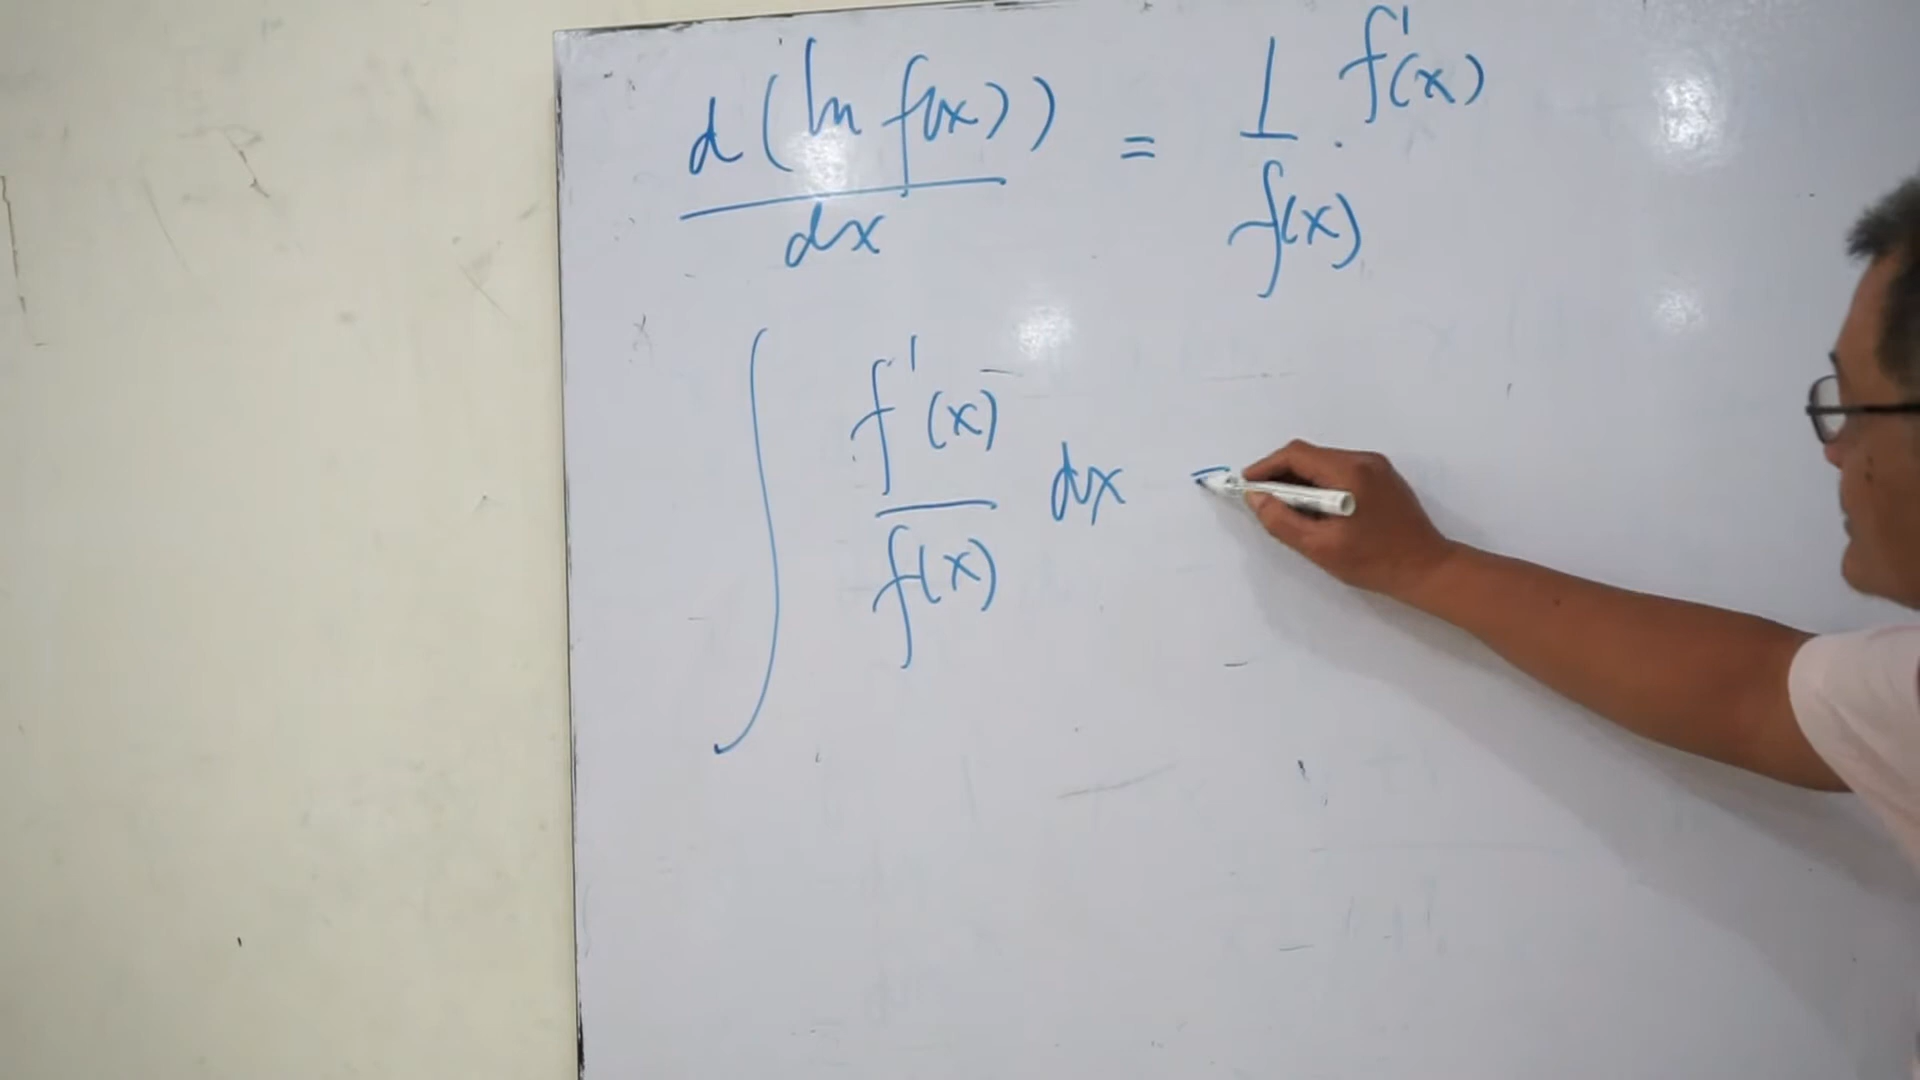 d(ln f(x))/dx = 1/f(x) · f'(x)
∫ f'(x)/f(x) dx =